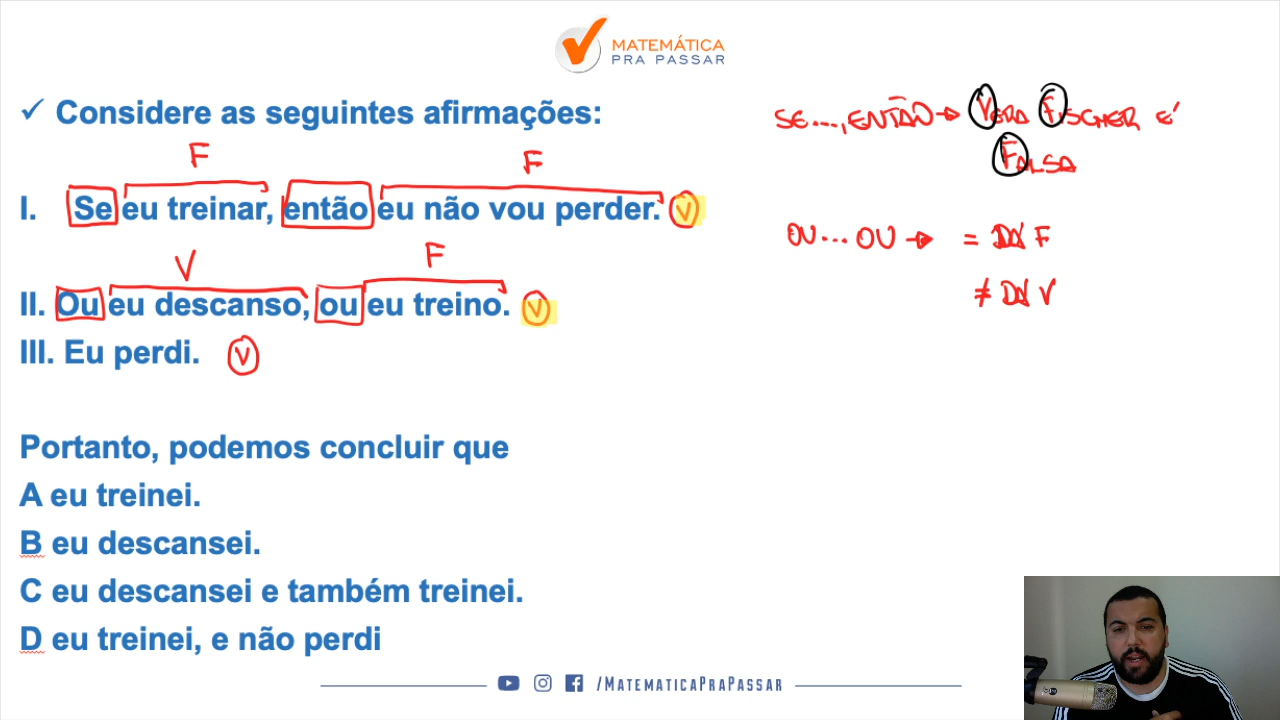 MATEMÁTICA
PRA PASSAR
✓ Considere as seguintes afirmações:
SE..., ENTÃO → VERA FISCHER É
FALSA
F F
I. Se eu treinar, então eu não vou perder. V
OU...OU → = DÁ F
≠ DÁ V
V F
II. Ou eu descanso, ou eu treino. V
III. Eu perdi. V
Portanto, podemos concluir que
A eu treinei.
B eu descansei.
C eu descansei e também treinei.
D eu treinei, e não perdi
/MATEMATICAPRAPASSAR